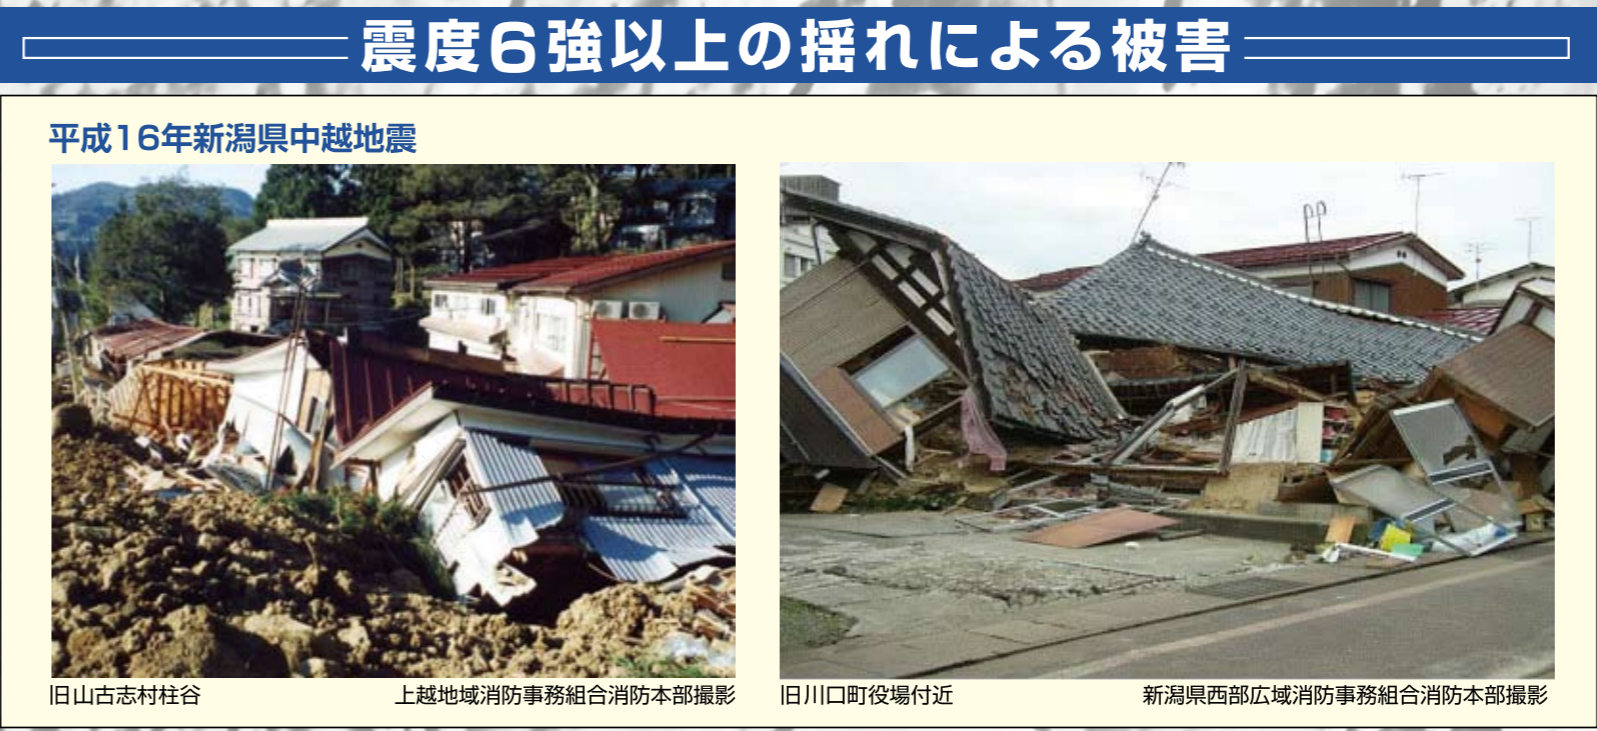 震度6強以上の揺れによる被害
平成16年新潟県中越地震
旧山古志村柱谷
上越地域消防事務組合消防本部撮影
旧川口町役場付近
新潟県西部広域消防事務組合消防本部撮影